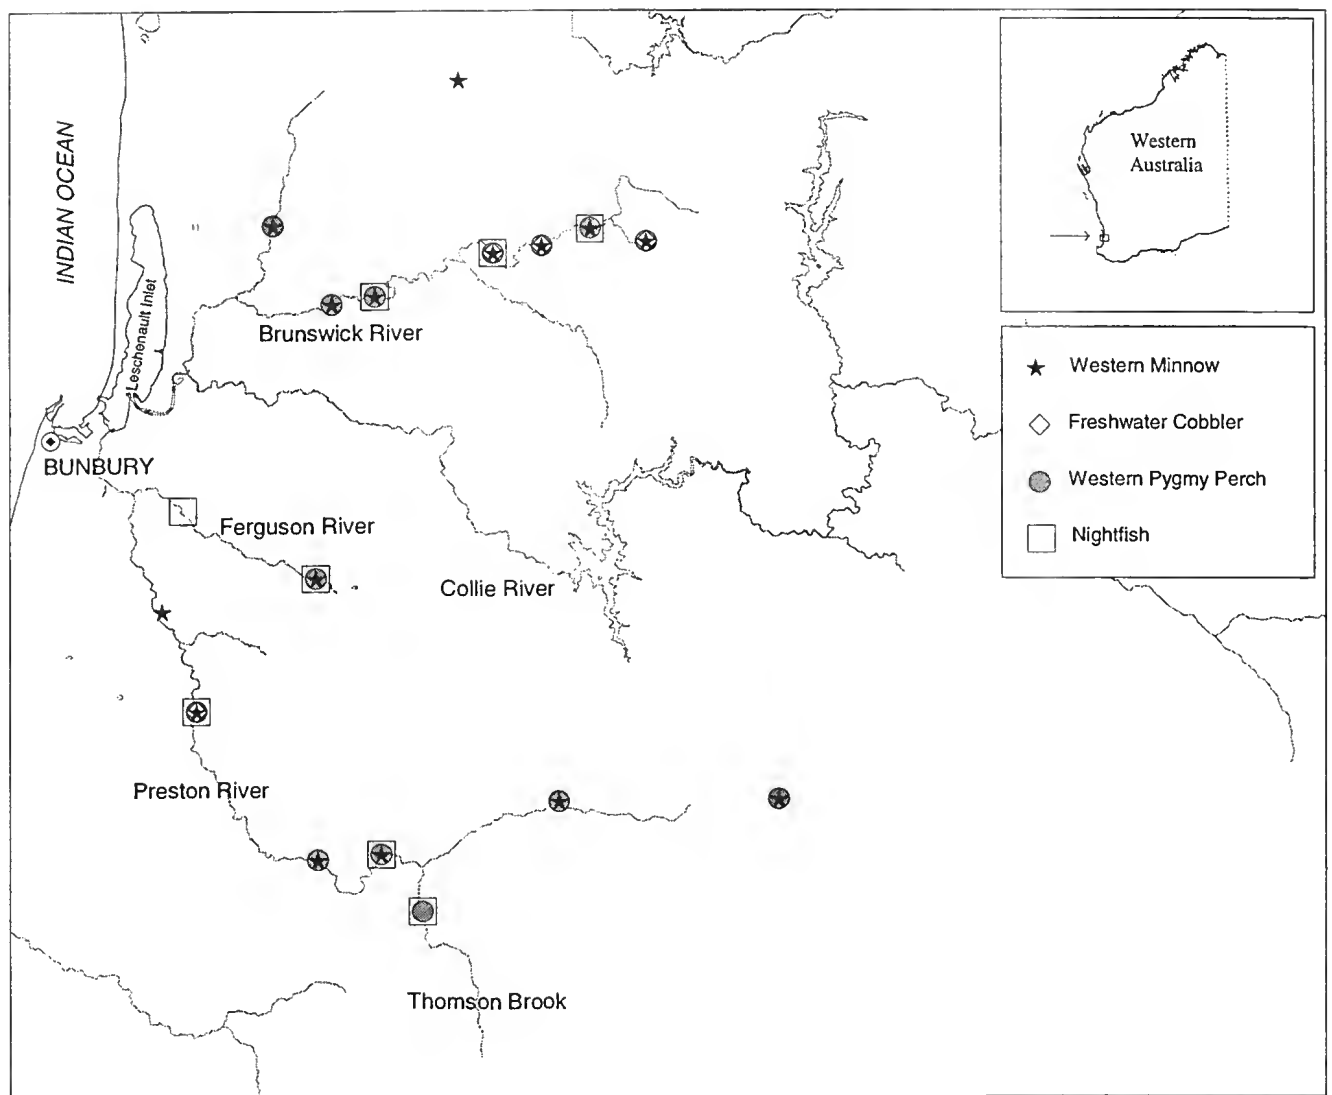 INDIAN OCEAN
Leschenault Inlet
Western
Australia
Brunswick River
Western Minnow
Freshwater Cobbler
BUNBURY
Western Pygmy Perch
Ferguson River
Nightfish
Collie River
Preston River
Thomson Brook